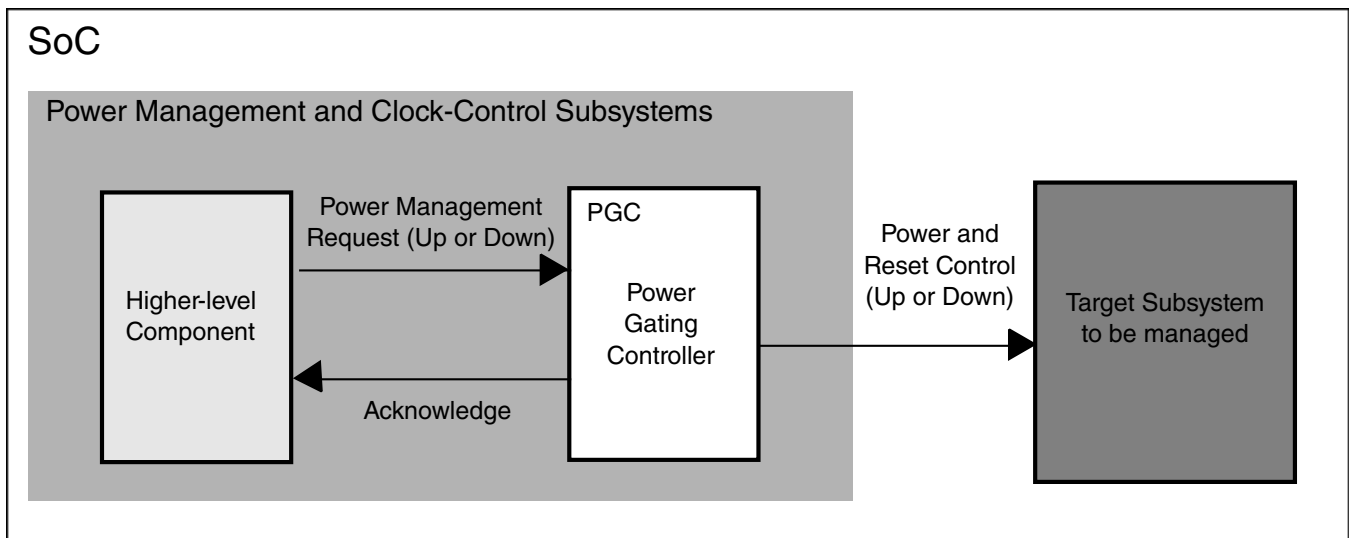 SoC
Power Management and Clock-Control Subsystems
Higher-level
Component
Power Management
Request (Up or Down)
Acknowledge
PGC
Power
Gating
Controller
Power and
Reset Control
(Up or Down)
Target Subsystem
to be managed